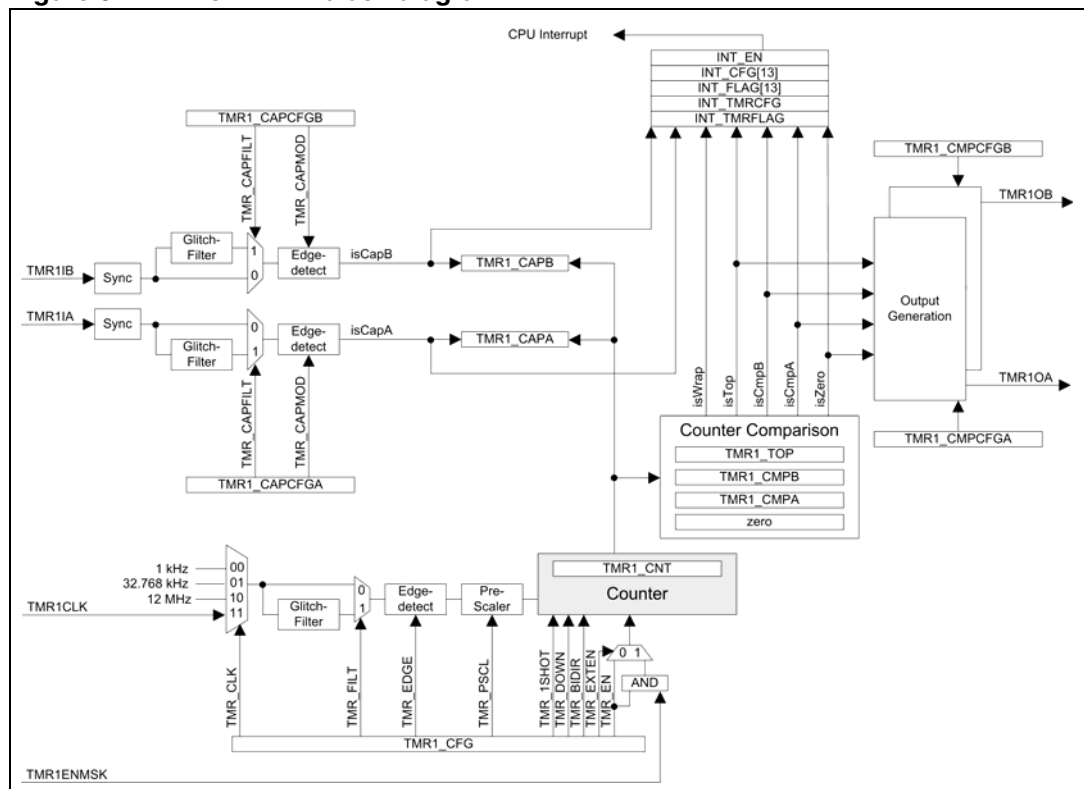 CPU Interrupt
INT_EN
INT_CFG[13]
INT_FLAG[13]
INT_TMRCFG
INT_TMRFLAG
TMR1_CAPCFGB
TMR_CAPFILT
TMR_CAPMOD
TMR1_CMPCFGB
TMR1OB
Glitch-
Filter
1
0
Edge-
detect
isCapB
TMR1_CAPB
TMR1IB
Sync
TMR1IA
Sync
0
1
Glitch-
Filter
Edge-
detect
isCapA
TMR1_CAPA
Output
Generation
TMR1OA
TMR1_CMPCFGA
isWrap
isTop
isCmpB
isCmpA
isZero
TMR_CAPFILT
TMR_CAPMOD
TMR1_CAPCFGA
Counter Comparison
TMR1_TOP
TMR1_CMPB
TMR1_CMPA
zero
1 kHz
32.768 kHz
12 MHz
TMR1CLK
00
01
10
11
Glitch-
Filter
0
1
Edge-
detect
Pre-
Scaler
TMR1_CNT
Counter
0 1
AND
TMR_CLK
TMR_FILT
TMR_EDGE
TMR_PSCL
TMR_1SHOT
TMR_DOWN
TMR_BIDIR
TMR_EXTEN
TMR_EN
TMR1_CFG
TMR1ENMSK